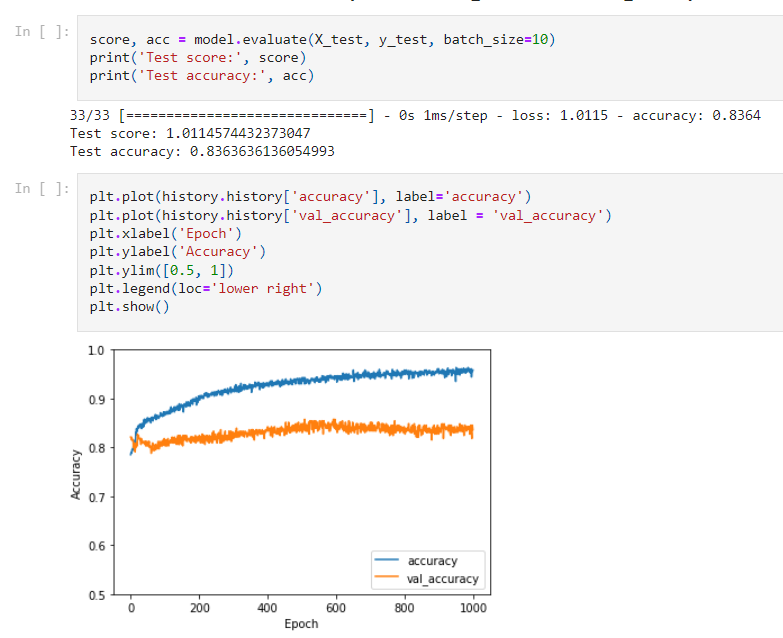 In [ ]:
score, acc = model.evaluate(X_test, y_test, batch_size=10)
print('Test score:', score)
print('Test accuracy:', acc)
33/33 [==============================] - 0s 1ms/step - loss: 1.0115 - accuracy: 0.8364
Test score: 1.0114574432373047
Test accuracy: 0.8363636136054993
In [ ]:
plt.plot(history.history['accuracy'], label='accuracy')
plt.plot(history.history['val_accuracy'], label = 'val_accuracy')
plt.xlabel('Epoch')
plt.ylabel('Accuracy')
plt.ylim([0.5, 1])
plt.legend(loc='lower right')
plt.show()
1.0
0.9
0.8
0.7
0.6
0.5
Accuracy
accuracy
val_accuracy
0 200 400 600 800 1000
Epoch